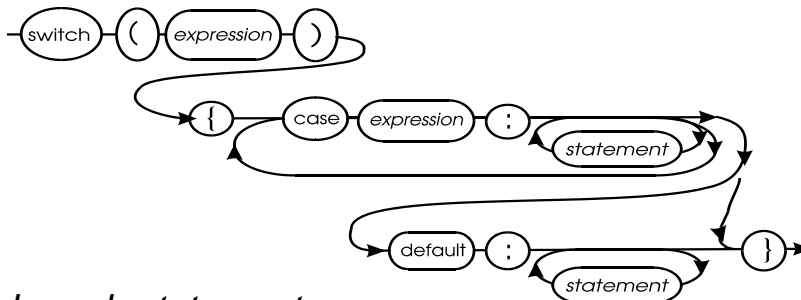 switch ( expression )
{ case expression :
statement
default : }
statement